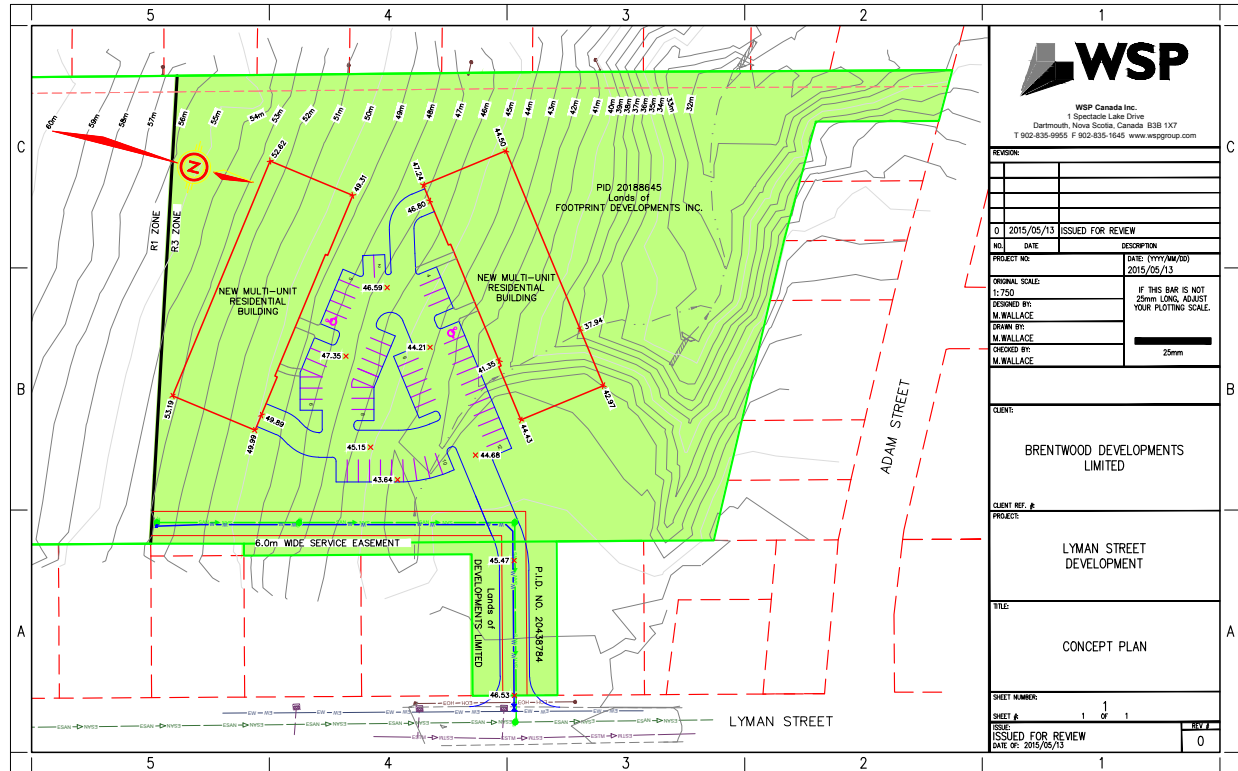 5
4
3
2
1
C
B
A
C
B
A
60m
59m
58m
57m
56m
55m
54m
53m
52m
51m
50m
49m
48m
47m
46m
45m
44m
43m
42m
41m
40m
39m
38m
37m
36m
35m
34m
33m
32m
N
R1 ZONE
R3 ZONE
52.62
49.31
47.24
44.50
46.80
PID 20188645
Lands of
FOOTPRINT DEVELOPMENTS INC.
NEW MULTI-UNIT
RESIDENTIAL
BUILDING
46.59
NEW MULTI-UNIT
RESIDENTIAL
BUILDING
37.94
47.35
44.21
41.35
42.97
53.19
49.89
49.99
44.43
45.15
44.68
43.64
6.0m WIDE SERVICE EASEMENT
45.47
Lands of
DEVELOPMENTS LIMITED
P.I.D. NO. 20438784
46.53
ADAM STREET
LYMAN STREET
WSP
WSP Canada Inc.
1 Spectacle Lake Drive
Dartmouth, Nova Scotia, Canada B3B 1X7
T 902-835-9955 F 902-835-1645 www.wspgroup.com
REVISION:
0 2015/05/13 ISSUED FOR REVIEW
NO. DATE DESCRIPTION
PROJECT NO:
DATE: (YYYY/MM/DD)
2015/05/13
ORIGINAL SCALE:
1:750
IF THIS BAR IS NOT
25mm LONG, ADJUST
YOUR PLOTTING SCALE.
25mm
DESIGNED BY:
M.WALLACE
DRAWN BY:
M.WALLACE
CHECKED BY:
M.WALLACE
CLIENT:
BRENTWOOD DEVELOPMENTS
LIMITED
CLIENT REF. #:
PROJECT:
LYMAN STREET
DEVELOPMENT
TITLE:
CONCEPT PLAN
SHEET NUMBER:
1
SHEET #: 1 OF 1
ISSUE:
ISSUED FOR REVIEW
DATE OF: 2015/05/13
REV #
0
5
4
3
2
1